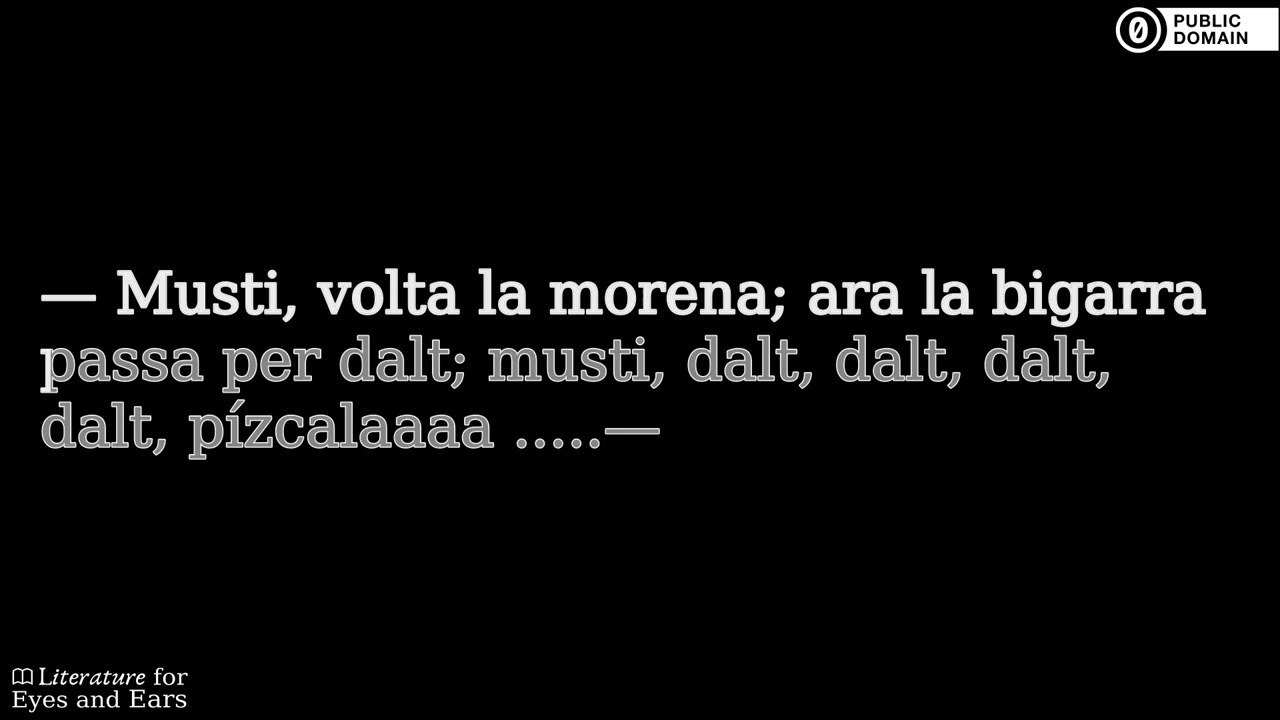 PUBLIC
DOMAIN
— Musti, volta la morena; ara la bigarra
passa per dalt; musti, dalt, dalt, dalt,
dalt, pízcalaaaa .....—
Literature for
Eyes and Ears